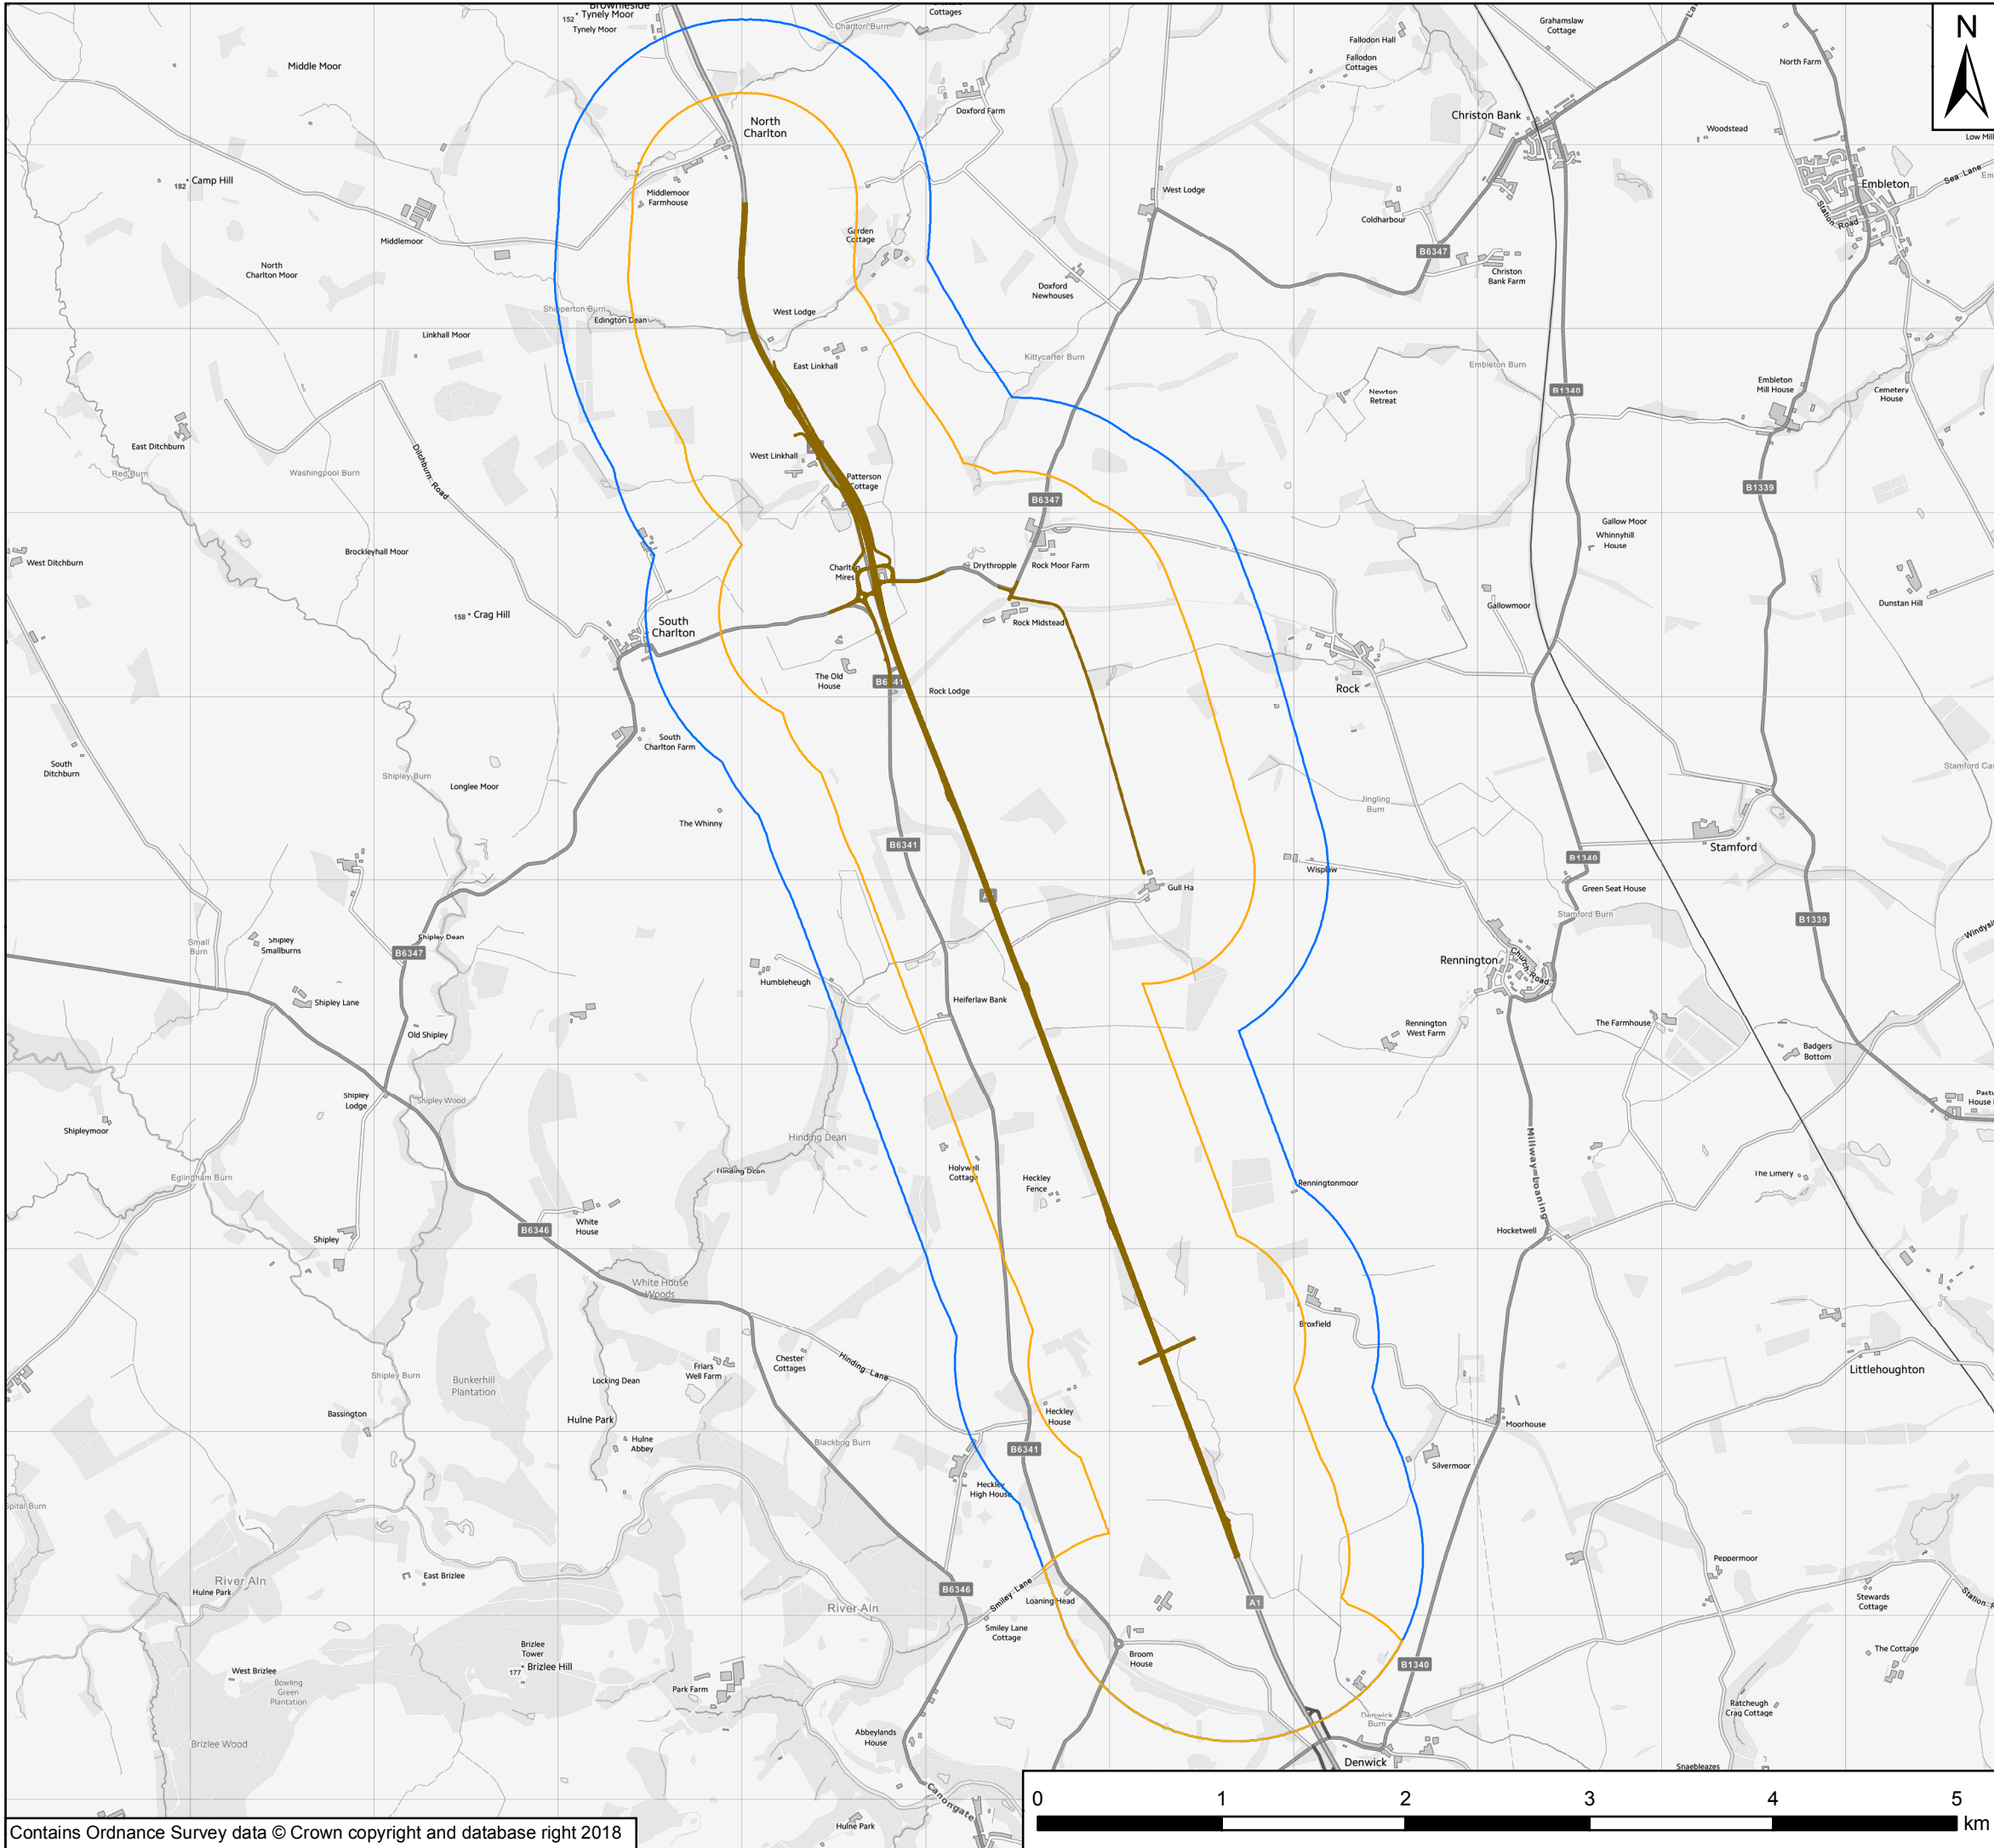 Brownieside
152
Tynely Moor
Tynely Moor
Cottages
Charlton Burn
Middle Moor
North
Charlton
Doxford Farm
Fallodon Hall
Fallodon
Cottages
Grahamslaw
Cottage
North Farm
N
Christon Bank
Woodstead
Low Mill
182
Camp Hill
Middlemoor
Farmhouse
West Lodge
Embleton
Sea Lane
Station Road
Coldharbour
Middlemoor
Garden
Cottage
B6347
Christon
Bank Farm
North
Charlton Moor
Doxford
Newhouses
Shipperton Burn
Edington Dean
West Lodge
Linkhall Moor
East Linkhall
Kittycarter Burn
Embleton Burn
Newton
Retreat
B1340
Embleton
Mill House
Cemetery
House
East Ditchburn
Red Burn
Washingpool Burn
Ditchburn Road
West Linkhall
Patterson
Cottage
B6347
B1339
Gallow Moor
Whinnyhill
House
West Ditchburn
Brockleyhall Moor
Charlton
Mires
Drythropple
Rock Moor Farm
Dunstan Hill
158
Crag Hill
South
Charlton
Rock Midstead
Gallowmoor
The Old
House
B6341
Rock Lodge
Rock
South
Charlton Farm
South
Ditchburn
Shipley Burn
Longlee Moor
Stamford Ca
The Whinny
Jingling
Burn
B6341
Stamford
B1340
Wisplaw
Green Seat House
Gull Ha
Stamford Burn
B1339
Small
Burn
Shipley
Smallburns
Shipley Dean
B6347
Rennington
Church Road
Windysi
Humbleheugh
Shipley Lane
Heiferlaw Bank
Old Shipley
Rennington
West Farm
The Farmhouse
Badgers
Bottom
Shipley
Lodge
Shipley Wood
Shipleymoor
Hinding Dean
Hinding Dean
Holywell
Cottage
Heckley
Fence
Renningtonmoor
Millway Loaning
The Limery
Eglingham Burn
White
House
B6346
Shipley
Hocketwell
White House
Woods
Broxfield
Shipley Burn
Bunkerhill
Plantation
Friars
Well Farm
Chester
Cottages
Hinding Lane
Locking Dean
Littlehoughton
Bassington
Hulne Park
Heckley
House
Moorhouse
Hulne
Abbey
Blackbog Burn
B6341
Silvermoor
Heckley
High House
Spital Burn
River Aln
Hulne Park
East Brizlee
B6346
Smiley Lane
Loaning Head
A1
Peppermoor
Stewards
Cottage
River Aln
Smiley Lane
Cottage
Broom
House
Brizlee
Tower
177
Brizlee Hill
B1340
The Cottage
West Brizlee
Bowling
Green
Plantation
Park Farm
Ratcheugh
Crag Cottage
Abbeylands
House
Denwick
Burn
Brizlee Wood
Denwick
Snaebleazes
Canongate
Hulne Park
0 1 2 3 4 5
km
Contains Ordnance Survey data © Crown copyright and database right 2018